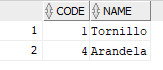 CODE NAME
1 1 Tornillo
2 4 Arandela